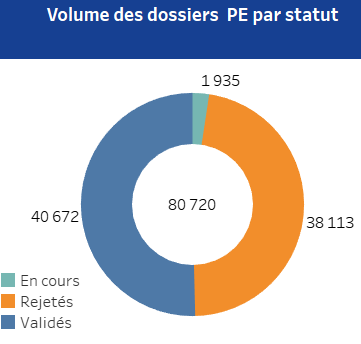 Volume des dossiers PE par statut
1 935
40 672
80 720
38 113
En cours
Rejetés
Validés